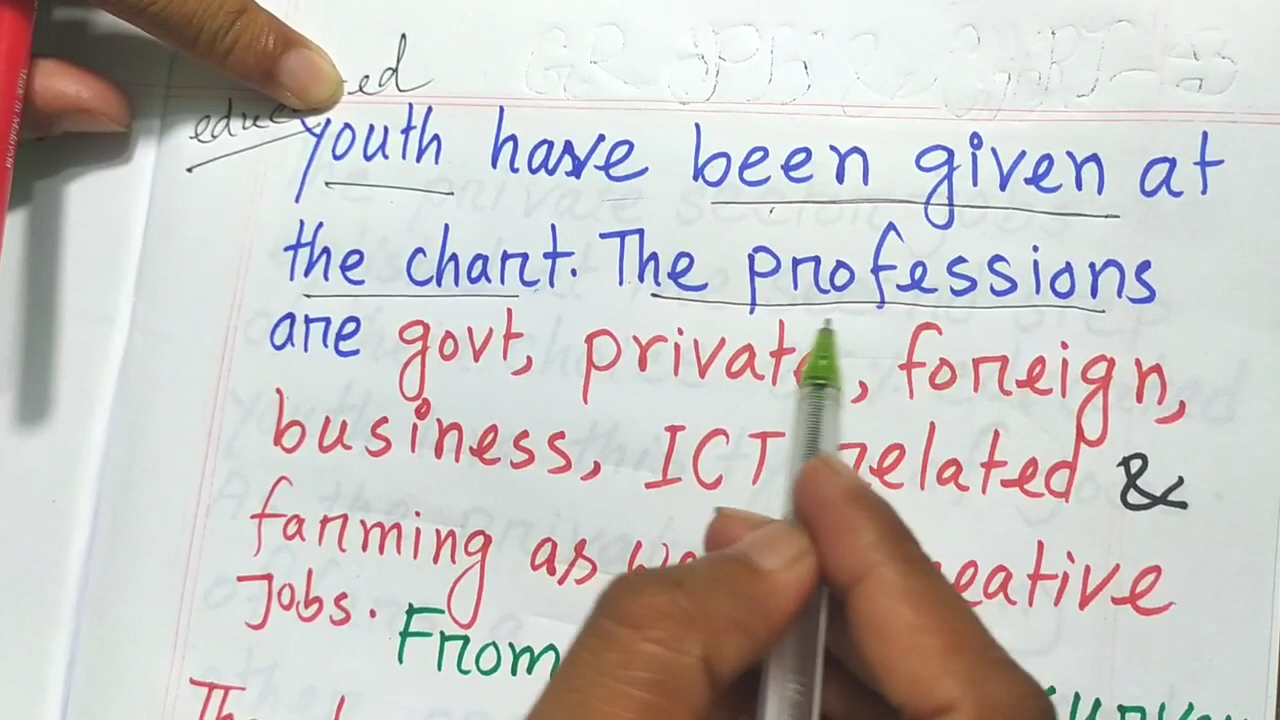 educated
youth have been given at
the chart. The professions
are govt, private, foreign,
business, ICT related &
farming as creative
Jobs. From